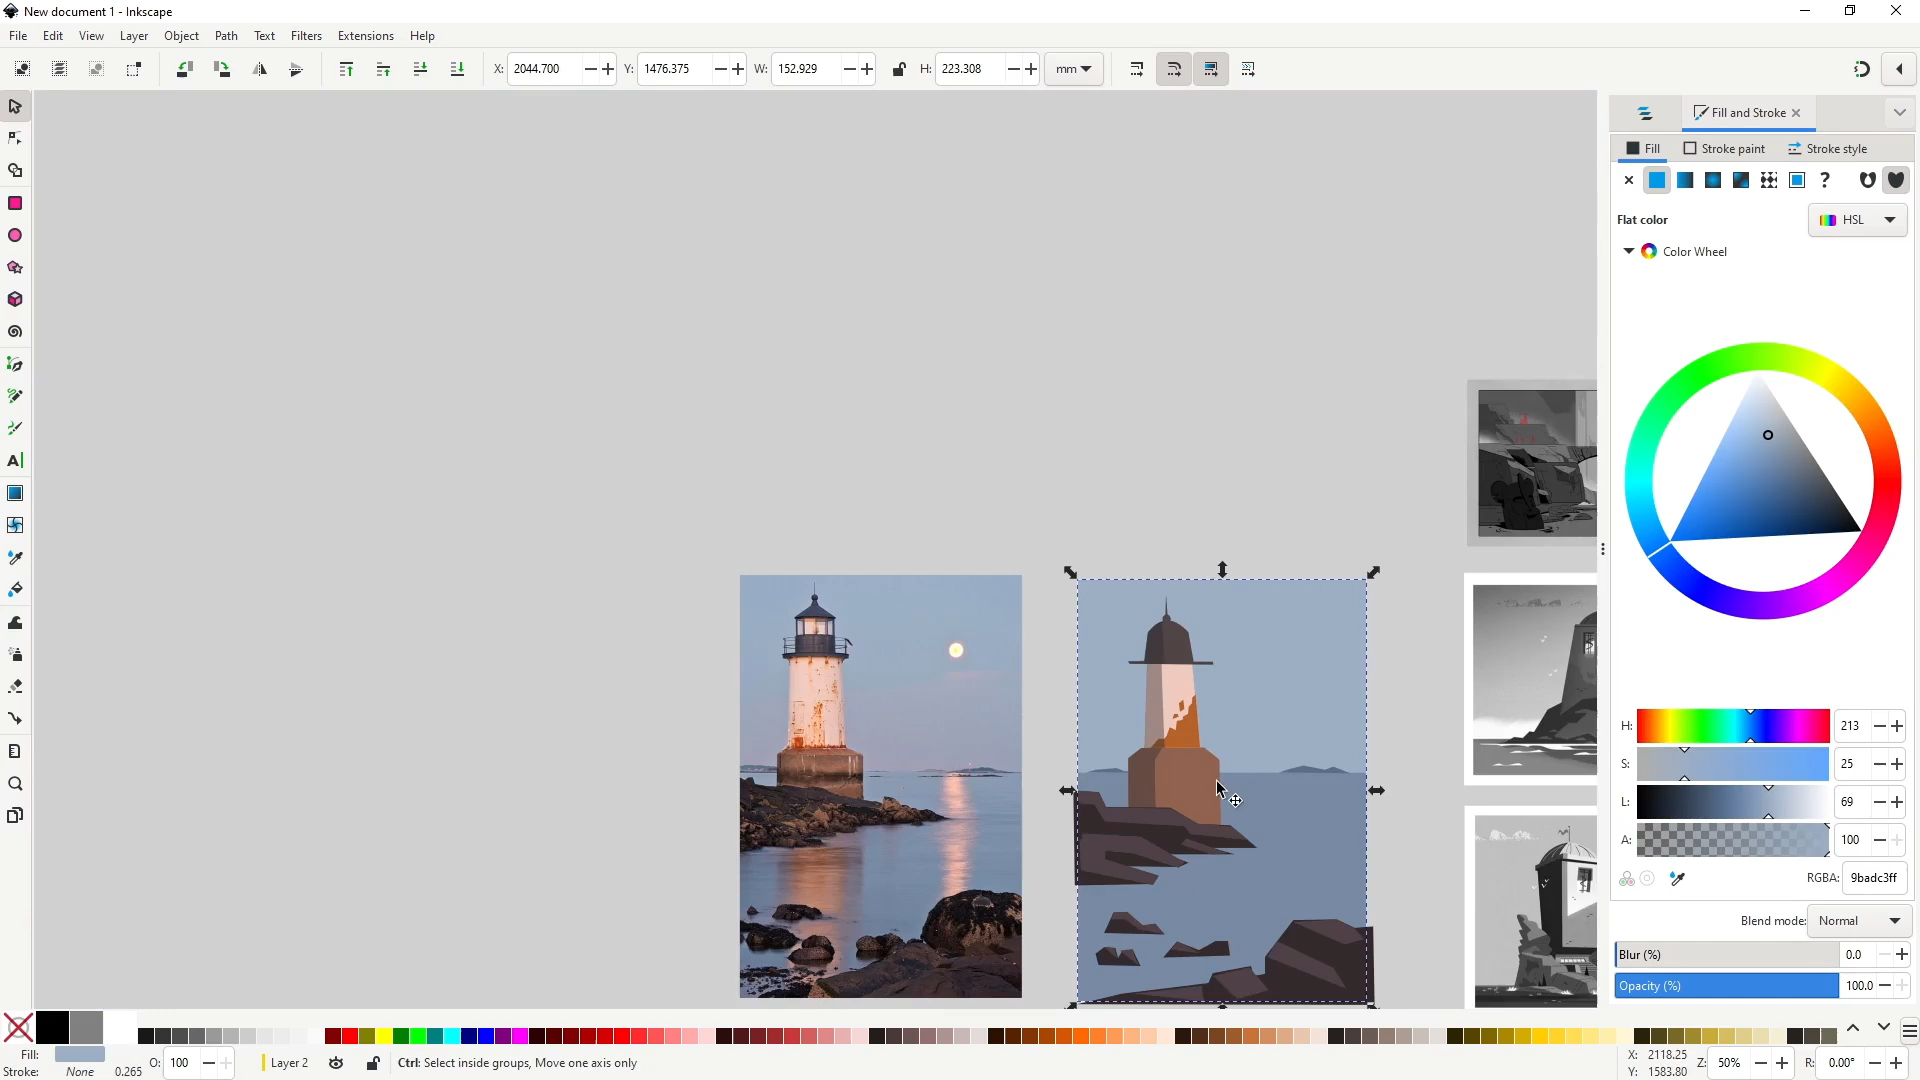 New document 1 - Inkscape
File Edit View Layer Object Path Text Filters Extensions Help
X: 2044.700 Y: 1476.375 W: 152.929 H: 223.308 mm
Fill and Stroke
Fill Stroke paint Stroke style
?
Flat color HSL
Color Wheel
H: 213
S: 25
L: 69
A: 100
RGBA: 9badc3ff
Blend mode: Normal
Blur (%) 0.0
Opacity (%) 100.0
Fill: O: 100 Layer 2 Ctrl: Select inside groups, Move one axis only X: 2118.25 Z: 50% R: 0.00°
Stroke: None 0.265 Y: 1583.80